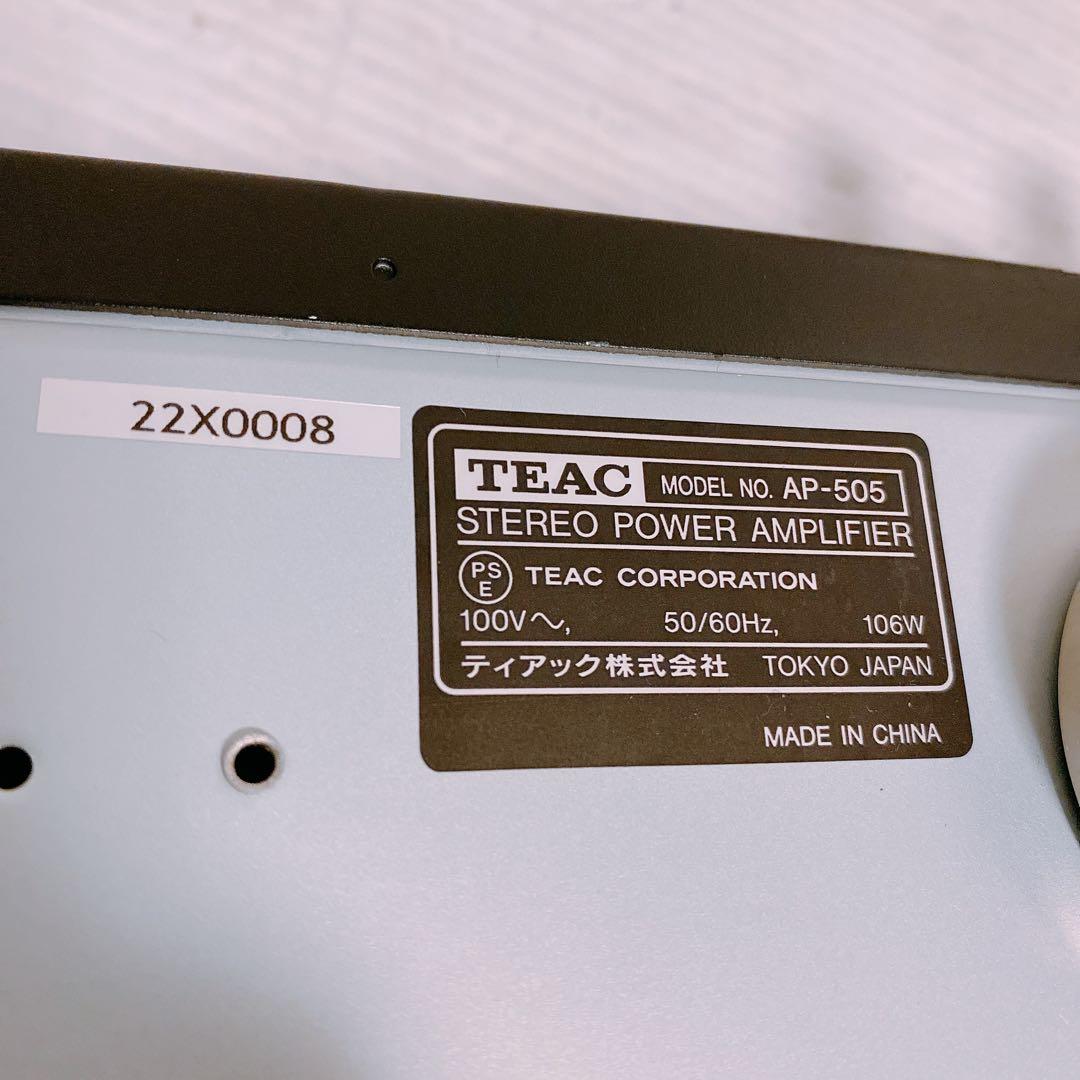 22X0008
TEAC MODEL NO. AP-505
STEREO POWER AMPLIFIER
PS E TEAC CORPORATION
100V～, 50/60Hz, 106W
ティアック株式会社 TOKYO JAPAN
MADE IN CHINA